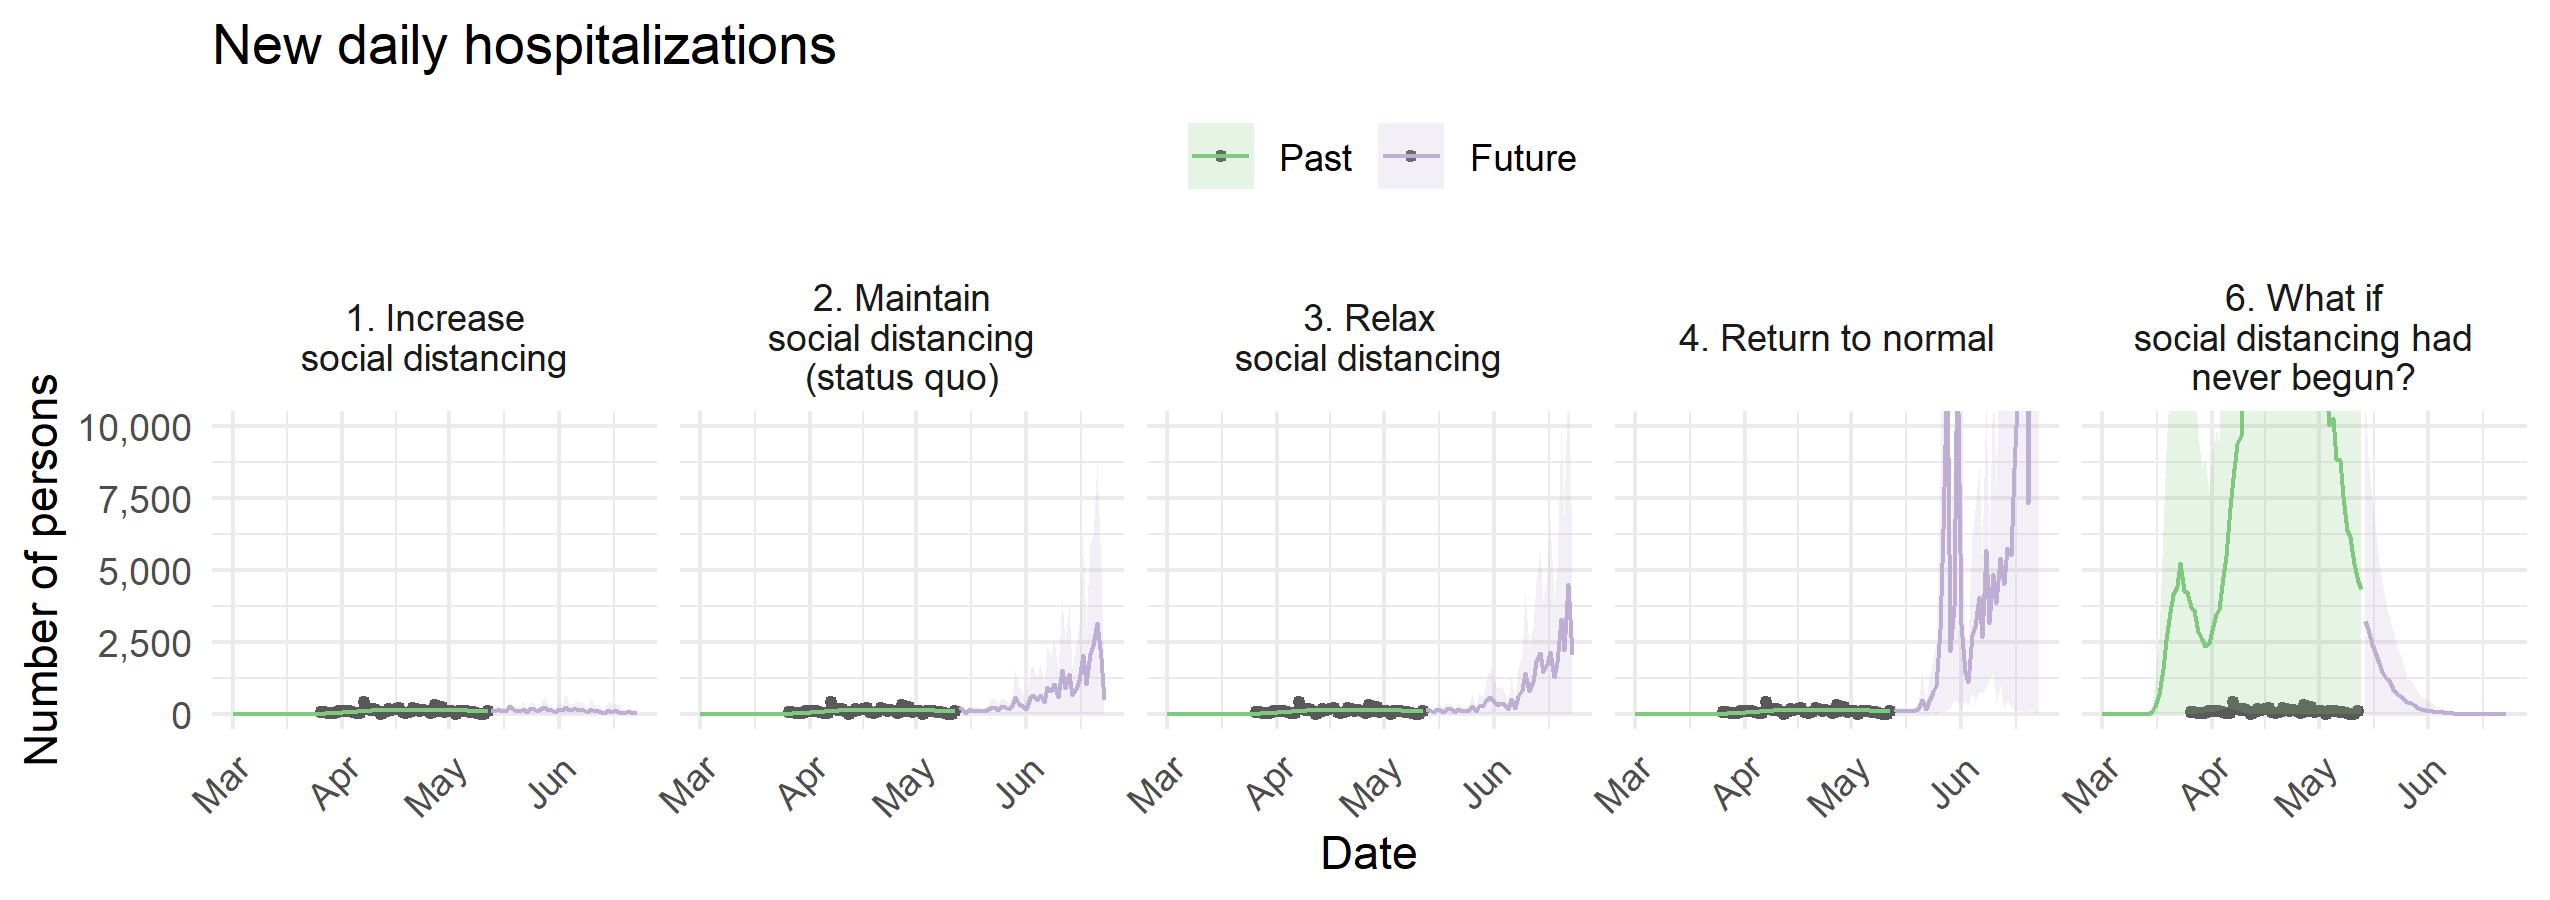 New daily hospitalizations
Past
Future
1. Increase
social distancing
2. Maintain
social distancing
(status quo)
3. Relax
social distancing
4. Return to normal
6. What if
social distancing had
never begun?
Number of persons
10,000
7,500
5,000
2,500
0
Mar
Apr
May
Jun
Mar
Apr
May
Jun
Mar
Apr
May
Jun
Mar
Apr
May
Jun
Mar
Apr
May
Jun
Date